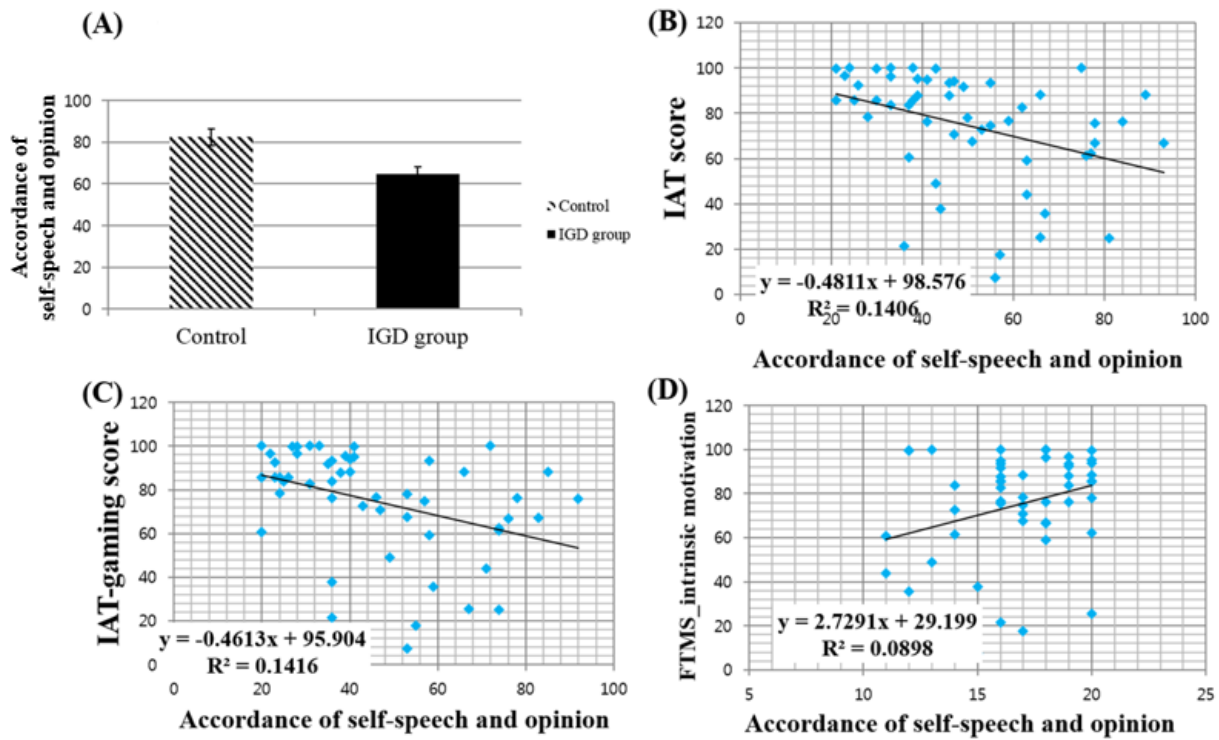 (A)
Accordance of
self-speech and opinion
100
80
60
40
20
0
Control
IGD group
Control
IGD group
(B)
IAT score
120
100
80
60
40
20
0
y = -0.4811x + 98.576
R² = 0.1406
0 20 40 60 80 100
Accordance of self-speech and opinion
(C)
IAT-gaming score
120
100
80
60
40
20
0
y = -0.4613x + 95.904
R² = 0.1416
0 20 40 60 80 100
Accordance of self-speech and opinion
(D)
FTMS_intrinsic motivation
120
100
80
60
40
20
0
y = 2.7291x + 29.199
R² = 0.0898
5 10 15 20 25
Accordance of self-speech and opinion